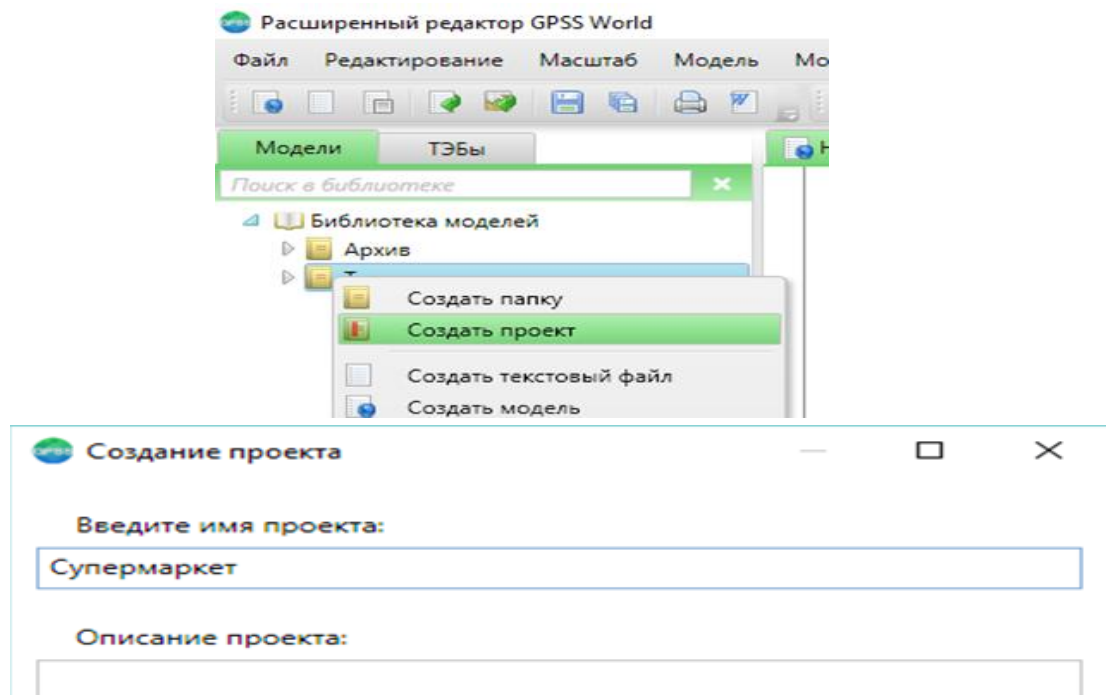 Расширенный редактор GPSS World
Файл Редактирование Масштаб Модель
Модели ТЭБы
Поиск в библиотеке
Библиотека моделей
Архив
Создать папку
Создать проект
Создать текстовый файл
Создать модель
Создание проекта
Введите имя проекта:
Супермаркет
Описание проекта: